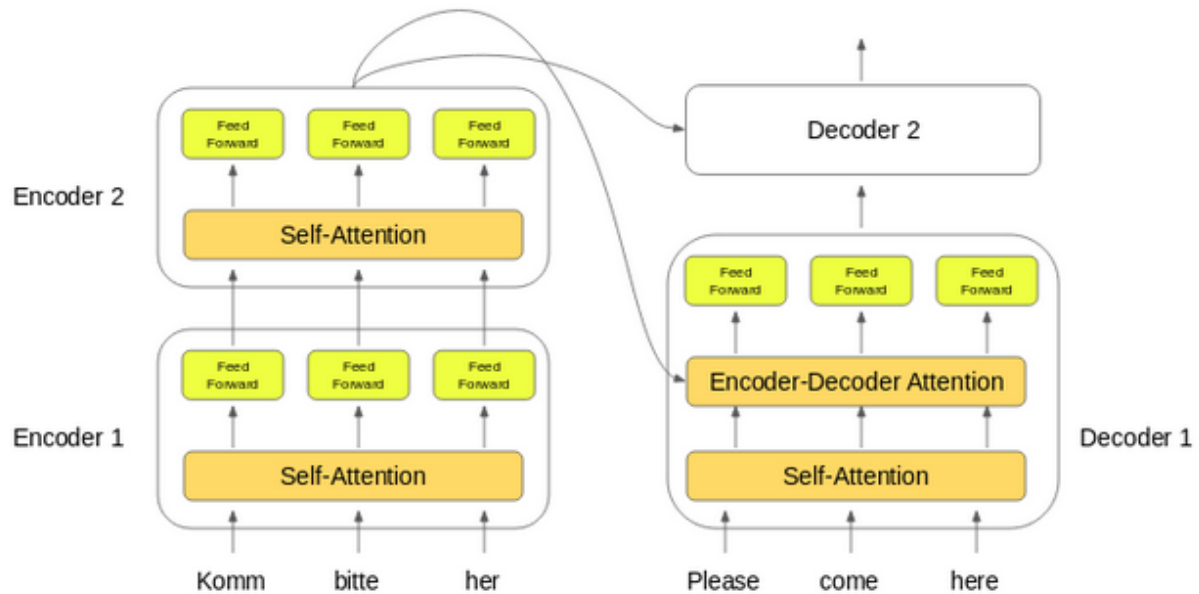 Feed Forward
Feed Forward
Feed Forward
Encoder 2
Self-Attention
Feed Forward
Feed Forward
Feed Forward
Encoder 1
Self-Attention
Komm bitte her
Decoder 2
Feed Forward
Feed Forward
Feed Forward
Encoder-Decoder Attention
Decoder 1
Self-Attention
Please come here